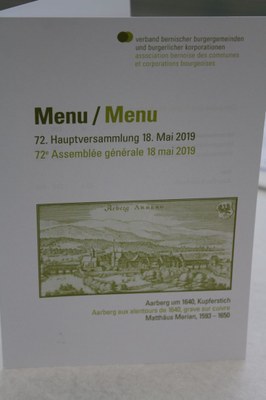 verband bernischer burgergemeinden
und burgerlicher korporationen
association bernoise des communes
et corporations bourgeoises
Menu / Menu
72. Hauptversammlung 18. Mai 2019
72e Assemblée générale 18 mai 2019
Aarberg um 1640, Kupferstich
Aarberg aux alentours de 1640, gravé sur cuivre
Matthäus Merian, 1593 – 1650